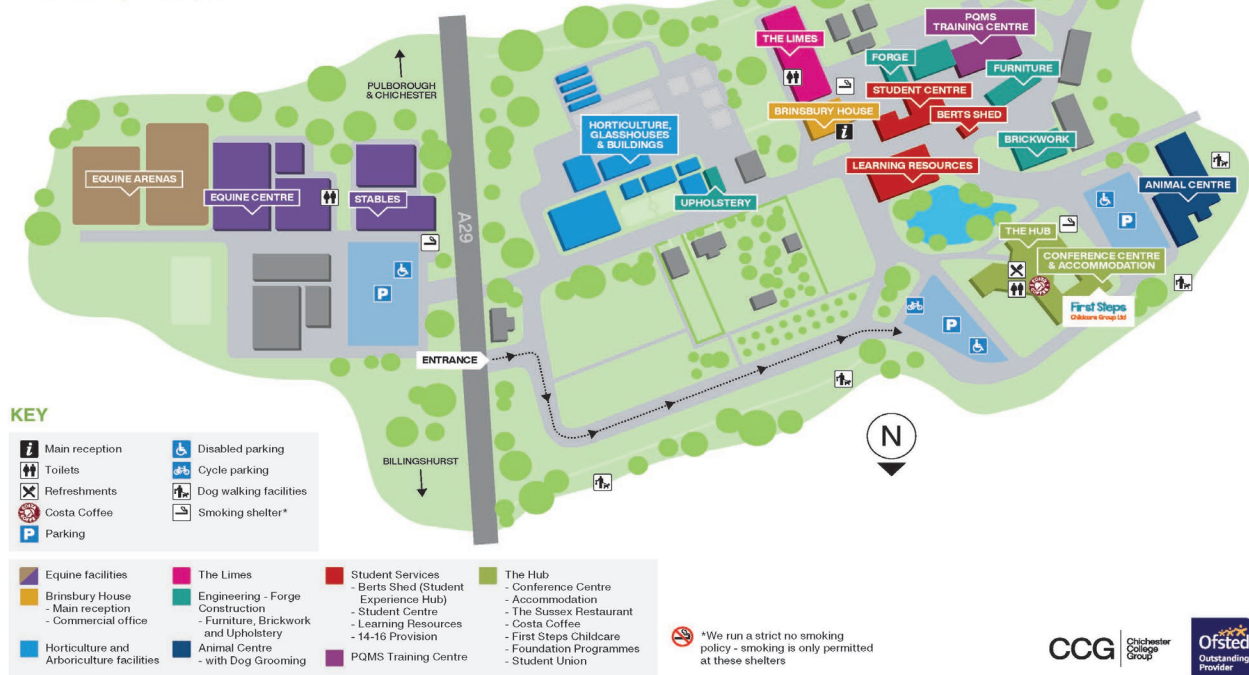 PULBOROUGH
& CHICHESTER
PQMS
TRAINING CENTRE
THE LIMES
FORGE
FURNITURE
STUDENT CENTRE
BRINSBURY HOUSE
i
BERTS SHED
HORTICULTURE,
GLASSHOUSES
& BUILDINGS
BRICKWORK
LEARNING RESOURCES
EQUINE ARENAS
EQUINE CENTRE
STABLES
UPHOLSTERY
ANIMAL CENTRE
A29
P
P
THE HUB
CONFERENCE CENTRE
& ACCOMMODATION
First Steps
Childcare Group Ltd
P
ENTRANCE
N
BILLINGSHURST
KEY
i Main reception
Toilets
Refreshments
Costa Coffee
P Parking
Disabled parking
Cycle parking
Dog walking facilities
Smoking shelter*
Equine facilities
Brinsbury House
- Main reception
- Commercial office
Horticulture and
Arboriculture facilities
The Limes
Engineering - Forge
Construction
- Furniture, Brickwork
and Upholstery
Animal Centre
- with Dog Grooming
Student Services
- Berts Shed (Student
Experience Hub)
- Student Centre
- Learning Resources
- 14-16 Provision
PQMS Training Centre
The Hub
- Conference Centre
- Accommodation
- The Sussex Restaurant
- Costa Coffee
- First Steps Childcare
- Foundation Programmes
- Student Union
*We run a strict no smoking
policy - smoking is only permitted
at these shelters
CCG
Chichester
College
Group
Ofsted
Outstanding
Provider